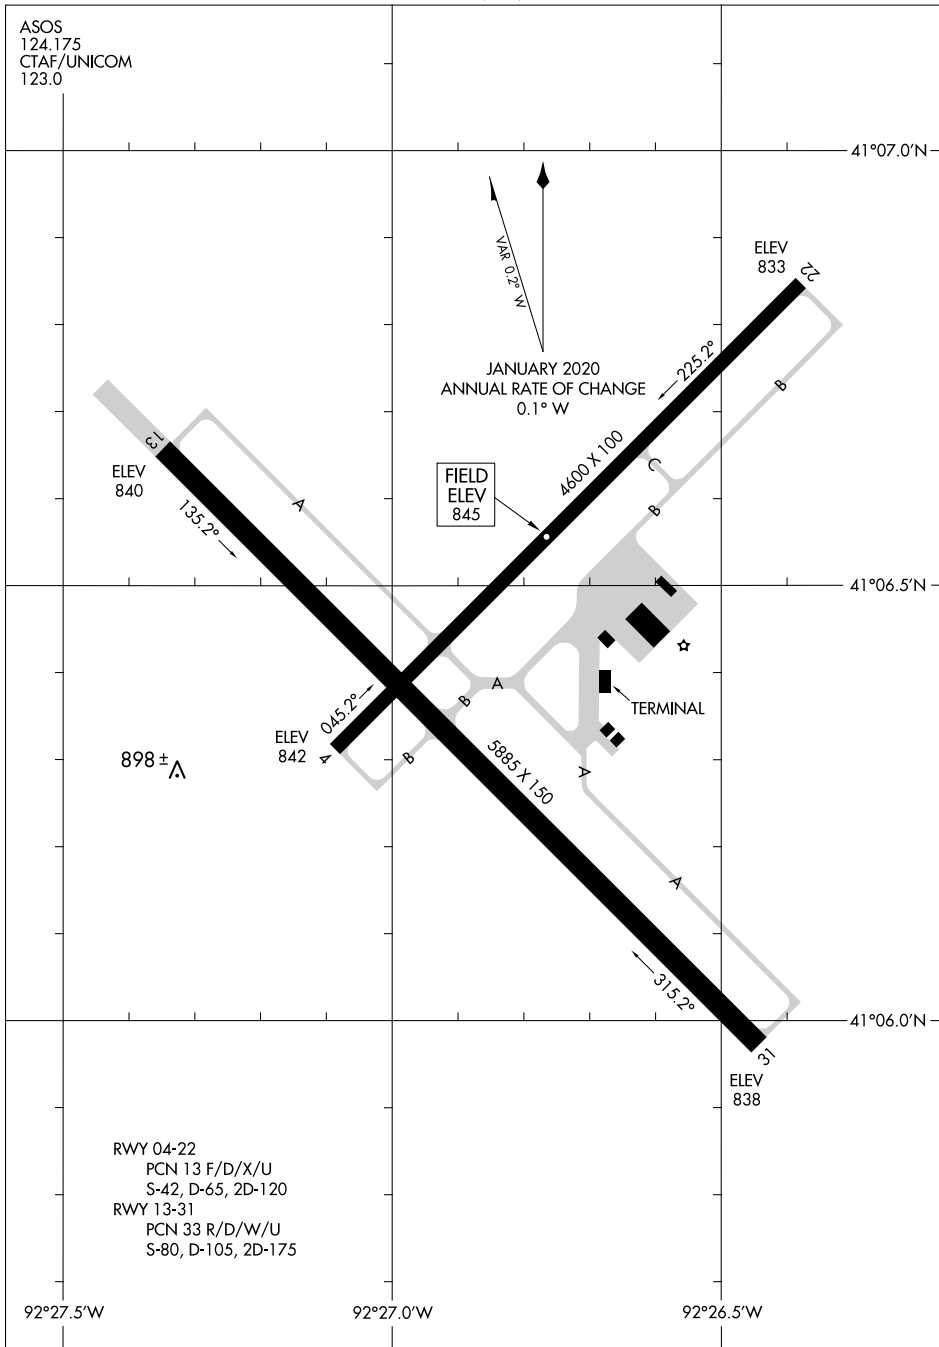 ASOS
124.175
CTAF/UNICOM
123.0
41°07.0'N
ELEV
833
22
VAR 0.2° W
JANUARY 2020
ANNUAL RATE OF CHANGE
0.1° W
225.2°
B
4600 X 100
C
B
13
ELEV
840
A
135.2°
FIELD
ELEV
845
41°06.5'N
A
B
TERMINAL
045.2°
ELEV
842
4
B
898 ±
5885 X 150
A
A
315.2°
41°06.0'N
31
ELEV
838
RWY 04-22
PCN 13 F/D/X/U
S-42, D-65, 2D-120
RWY 13-31
PCN 33 R/D/W/U
S-80, D-105, 2D-175
92°27.5'W
92°27.0'W
92°26.5'W